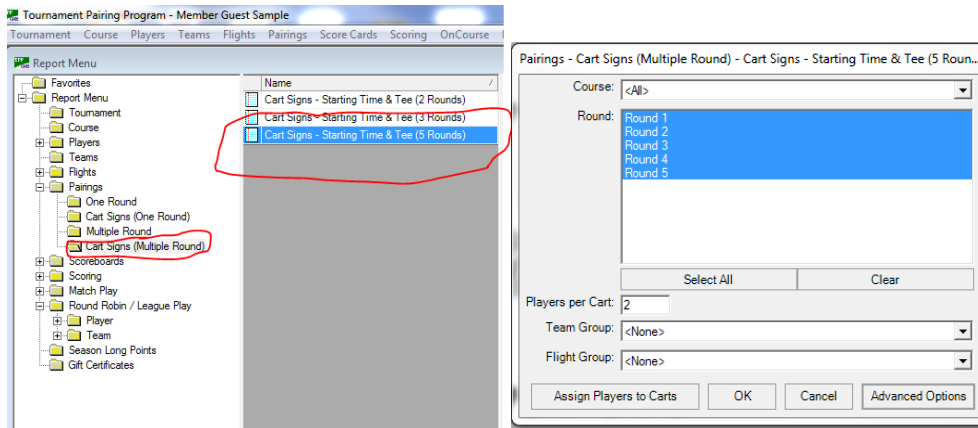 Tournament Pairing Program - Member Guest Sample
Tournament Course Players Teams Flights Pairings Score Cards Scoring OnCourse
Report Menu
Favorites
Report Menu
Tournament
Course
Players
Teams
Flights
Pairings
One Round
Cart Signs (One Round)
Multiple Round
Cart Signs (Multiple Round)
Scoreboards
Scoring
Match Play
Round Robin / League Play
Player
Team
Season Long Points
Gift Certificates
Name
Cart Signs - Starting Time & Tee (2 Rounds)
Cart Signs - Starting Time & Tee (3 Rounds)
Cart Signs - Starting Time & Tee (5 Rounds)
Pairings - Cart Signs (Multiple Round) - Cart Signs - Starting Time & Tee (5 Roun...
Course: <All>
Round: Round 1
Round 2
Round 3
Round 4
Round 5
Select All Clear
Players per Cart: 2
Team Group: <None>
Flight Group: <None>
Assign Players to Carts OK Cancel Advanced Options